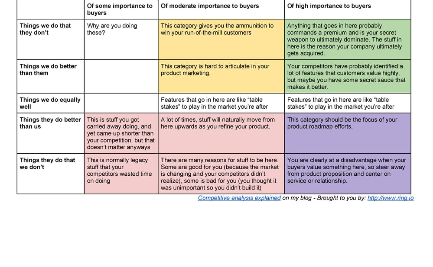 Of some importance to
buyers
Of moderate importance to buyers
Of high importance to buyers
Things we do that
they don't
Why are you doing
these?
This category gives you the ammunition to
win your run-of-the-mill customers
Anything that goes in here probably
commands a premium and is your secret
weapon to ultimately dominate. The stuff in
here is the reason your company ultimately
gets acquired.
Things we do better
than them
This category is hard to articulate in your
product marketing.
Your competitors have probably identified a
lot of features that customers value highly,
but maybe you have some secret sauce that
makes it better.
Things we do equally
well
Features that go in here are like "table
stakes" to play in the market you're after
Features that go in here are like "table
stakes" to play in the market you're after
Things they do better
than us
This is stuff you got
carried away doing, and
yet came up shorter than
your competition, but that
doesn't matter anyways
A lot of times, stuff will naturally move from
here upwards as you refine your product.
This category should be the focus of your
product roadmap efforts.
Things they do that
we don't
This is normally legacy
stuff that your
competitors wasted time
on doing
There are many reasons for stuff to be here.
Some are good for you (because the market
is changing and your competitors didn't
realize), some is bad for you (you thought it
was unimportant so you didn't build it)
You are clearly at a disadvantage when your
buyers value something here, so steer away
from product proposition and center on
service or relationship.
Competitive analysis explained on my blog - Brought to you by: http://www.ring.io